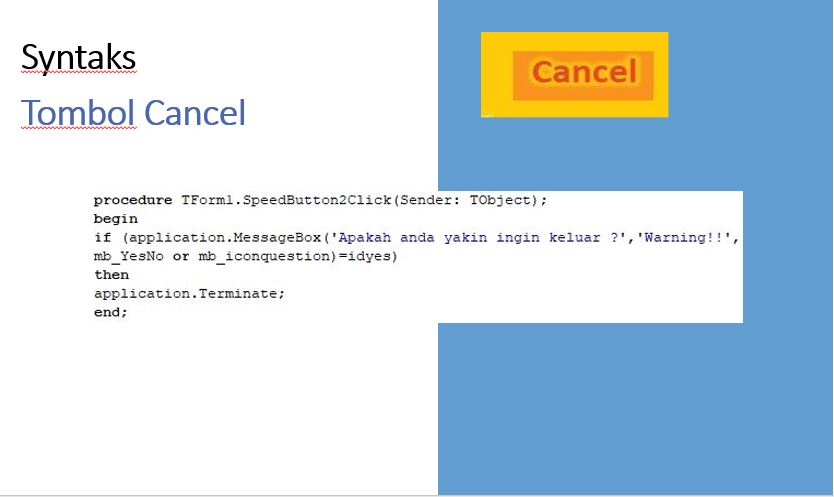 Syntaks
Cancel
Tombol Cancel
procedure TForm1.SpeedButton2Click(Sender: TObject);
begin
if (application.MessageBox('Apakah anda yakin ingin keluar ?','Warning!!',
mb_YesNo or mb_iconquestion)=idyes)
then
application.Terminate;
end;